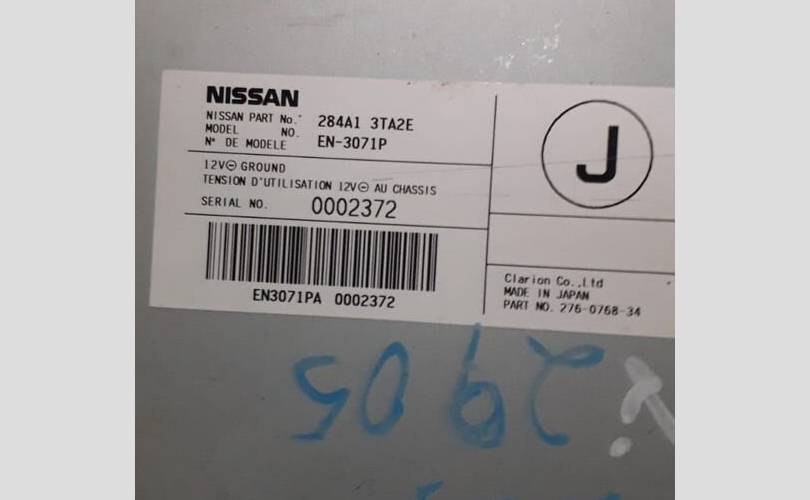 NISSAN
NISSAN PART No. 284A1 3TA2E
MODEL NO.
N° DE MODELE EN-3071P
12V⊖ GROUND
TENSION D'UTILISATION 12V⊖ AU CHASSIS
SERIAL NO. 0002372
EN3071PA 0002372
J
Clarion Co.,Ltd
MADE IN JAPAN
PART NO. 276-0768-34
2905